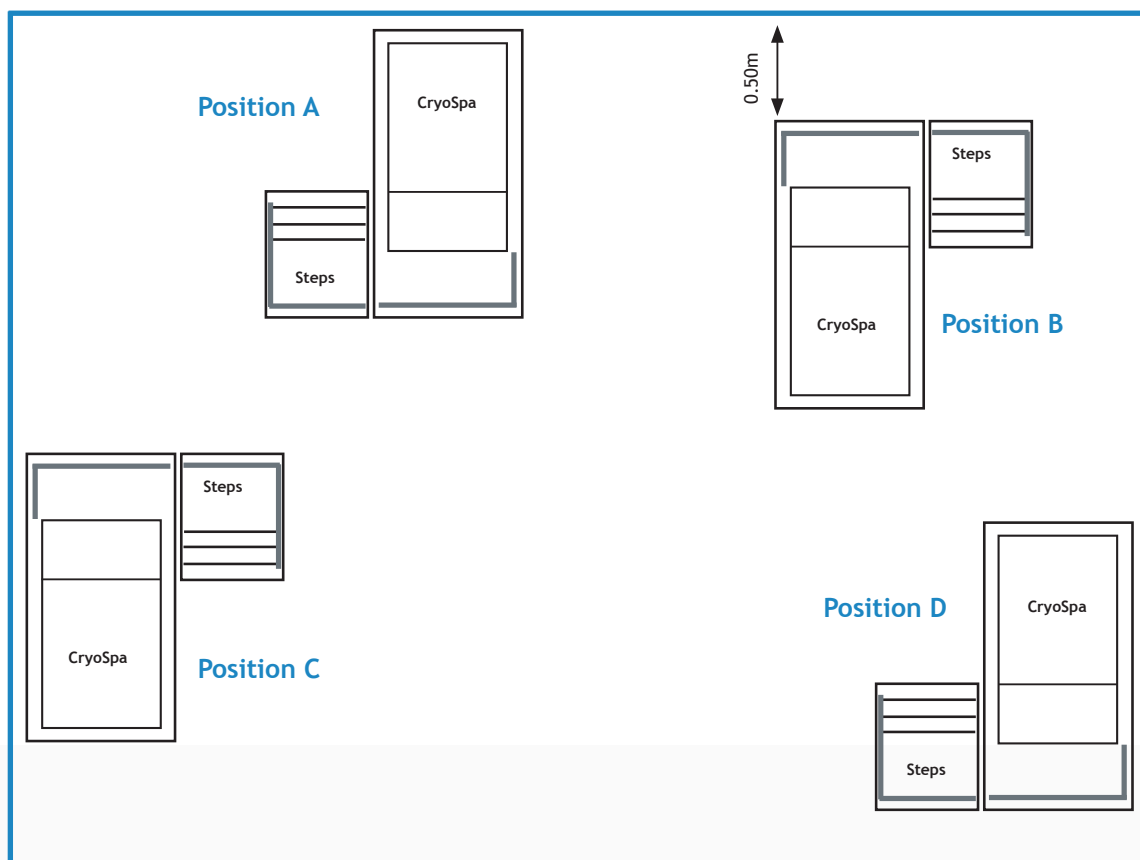 Position A
CryoSpa
Steps
0.50m
Steps
CryoSpa
Position B
Steps
CryoSpa
Position C
CryoSpa
Position D
Steps